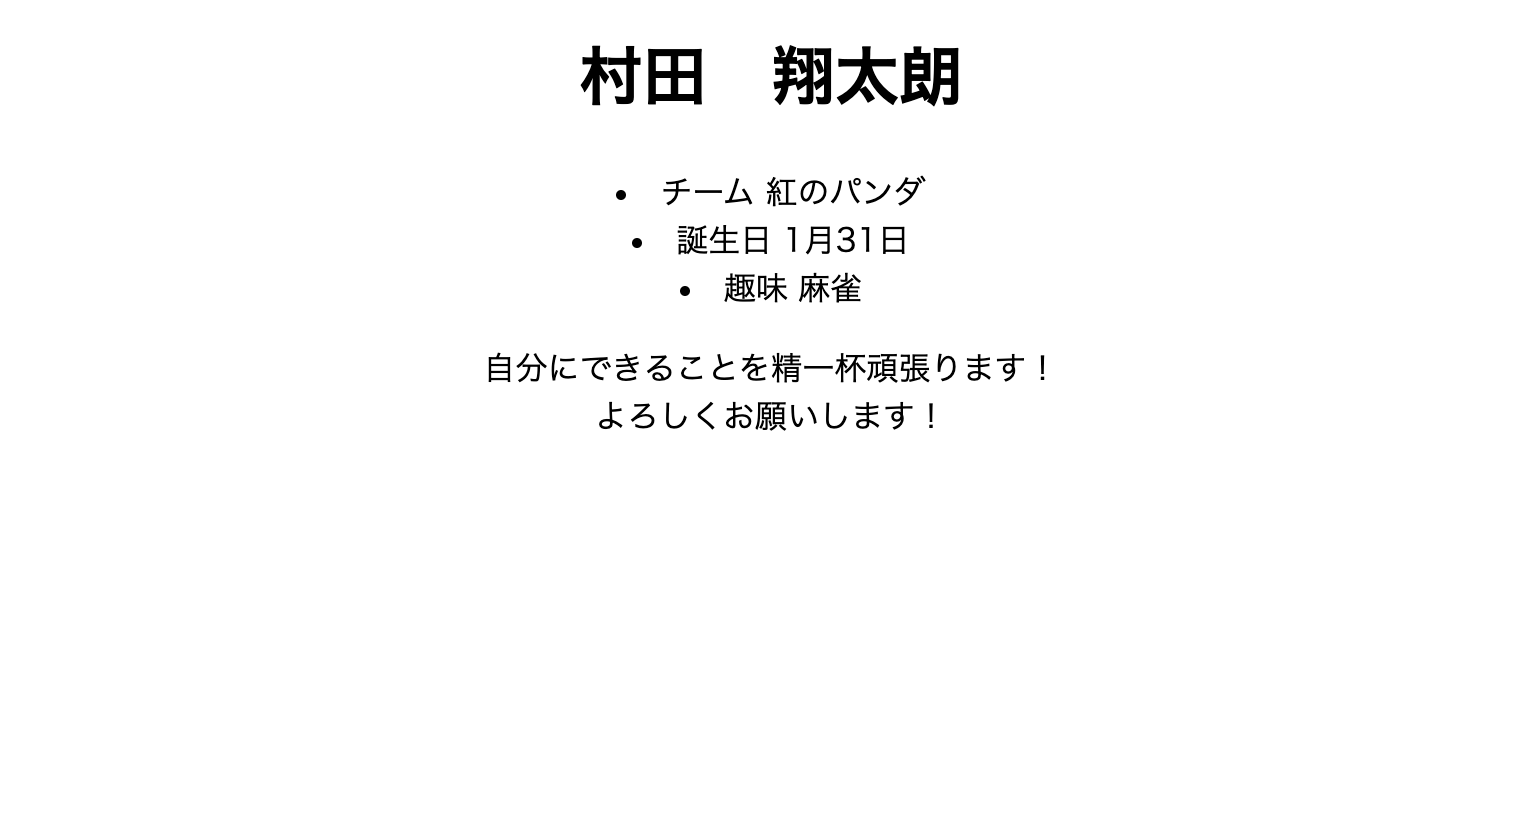 村田　翔太朗
• チーム 紅のパンダ
• 誕生日 1月31日
• 趣味 麻雀
自分にできることを精一杯頑張ります！
よろしくお願いします！